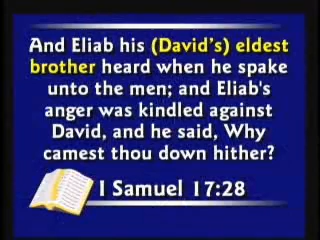 And Eliab his (David's) eldest
brother heard when he spake
unto the men; and Eliab's
anger was kindled against
David, and he said, Why
camest thou down hither?
I Samuel 17:28